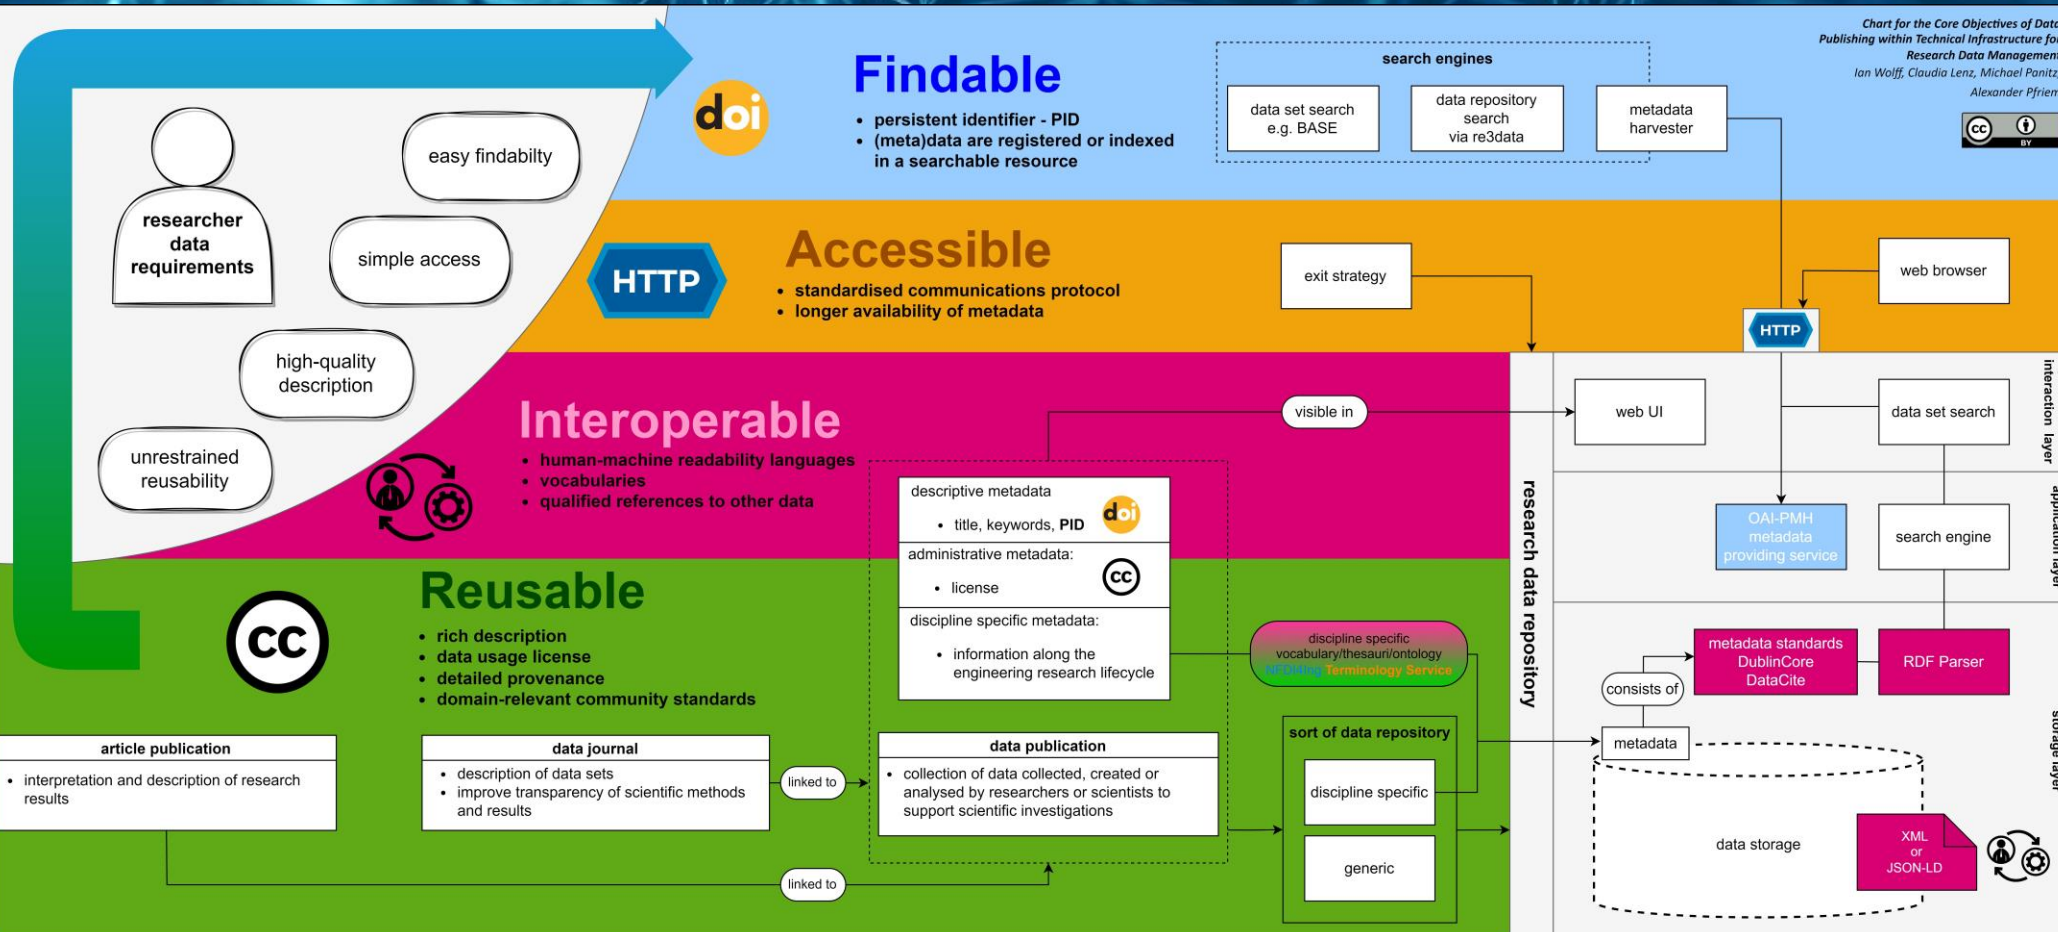 Chart for the Core Objectives of Data
Publishing within Technical Infrastructure for
Research Data Management
Ian Wolff, Claudia Lenz, Michael Panitz,
Alexander Pfriem
cc
BY
researcher
data
requirements
easy findabilty
simple access
high-quality
description
unrestrained
reusability
doi
Findable
• persistent identifier - PID
• (meta)data are registered or indexed
in a searchable resource
search engines
data set search
e.g. BASE
data repository
search
via re3data
metadata
harvester
HTTP
Accessible
• standardised communications protocol
• longer availability of metadata
exit strategy
web browser
HTTP
Interoperable
• human-machine readability languages
• vocabularies
• qualified references to other data
visible in
descriptive metadata
• title, keywords, PID
doi
administrative metadata:
• license
cc
discipline specific metadata:
• information along the
engineering research lifecycle
cc
Reusable
• rich description
• data usage license
• detailed provenance
• domain-relevant community standards
discipline specific
vocabulary/thesauri/ontology
NFDI4Ing Terminology Service
article publication
• interpretation and description of research
results
data journal
• description of data sets
• improve transparency of scientific methods
and results
linked to
data publication
• collection of data collected, created or
analysed by researchers or scientists to
support scientific investigations
linked to
sort of data repository
discipline specific
generic
research data repository
interaction layer
web UI
data set search
application layer
OAI-PMH
metadata
providing service
search engine
storage layer
metadata standards
DublinCore
DataCite
RDF Parser
consists of
metadata
data storage
XML
or
JSON-LD